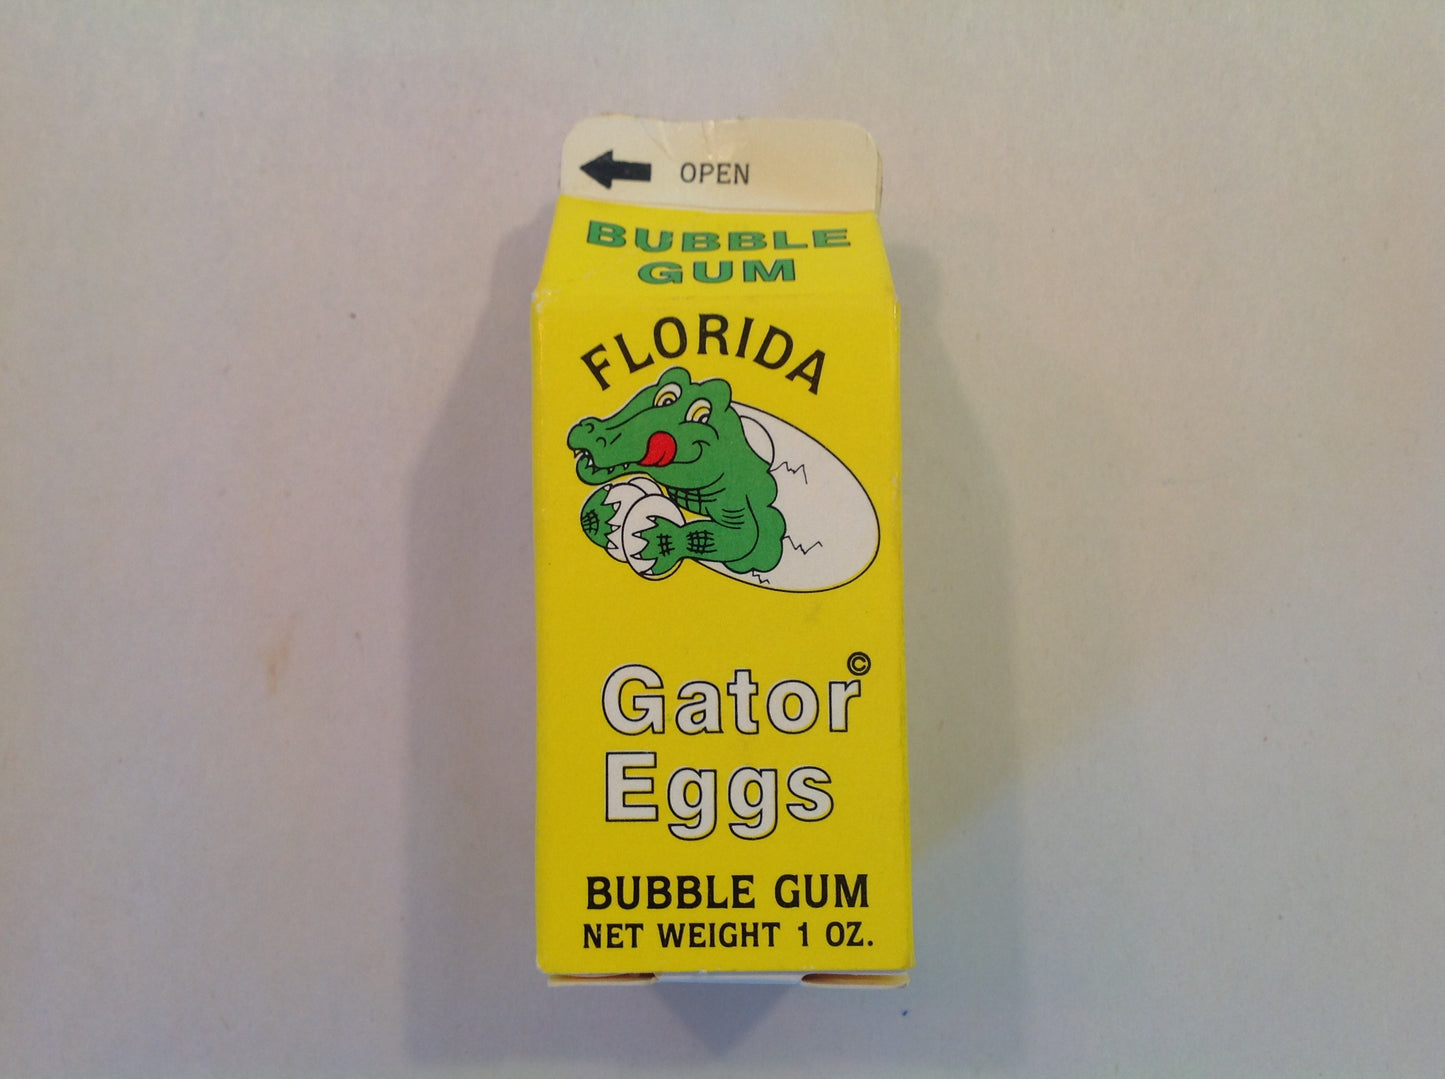 OPEN
BUBBLE
GUM
FLORIDA
Gator©
Eggs
BUBBLE GUM
NET WEIGHT 1 OZ.